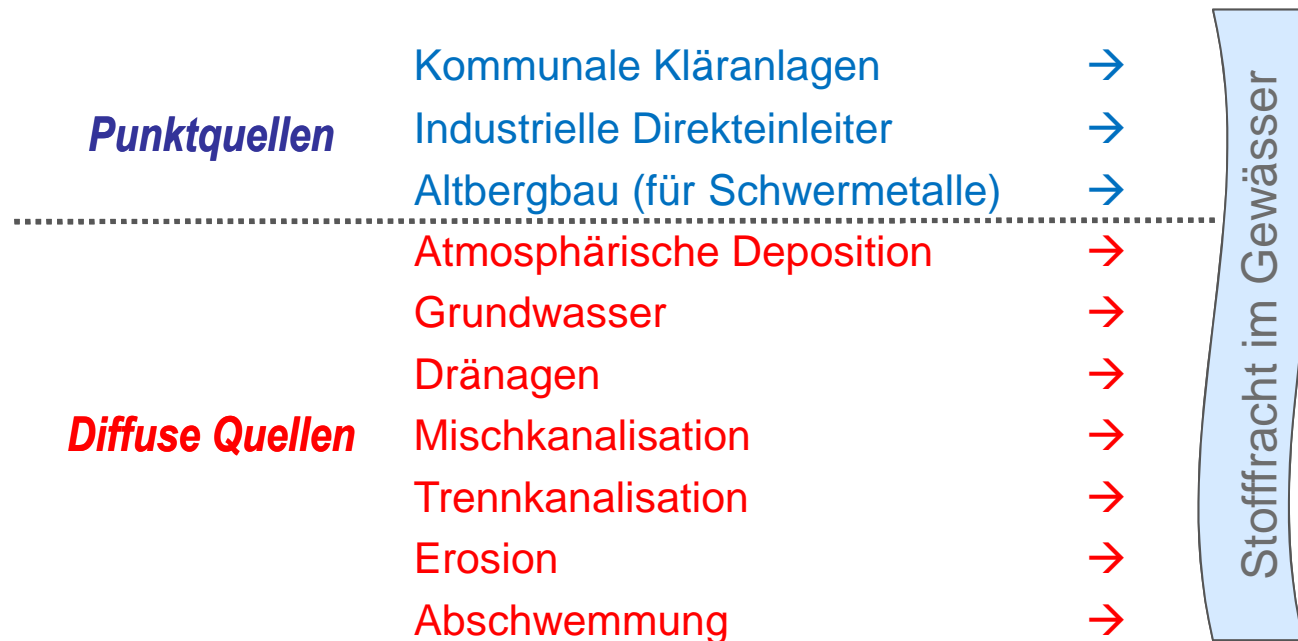 Kommunale Kläranlagen →
Punktquellen Industrielle Direkteinleiter →
Altbergbau (für Schwermetalle) →
Atmosphärische Deposition →
Grundwasser →
Dränagen →
Diffuse Quellen Mischkanalisation →
Trennkanalisation →
Erosion →
Abschwemmung →
Stofffracht im Gewässer